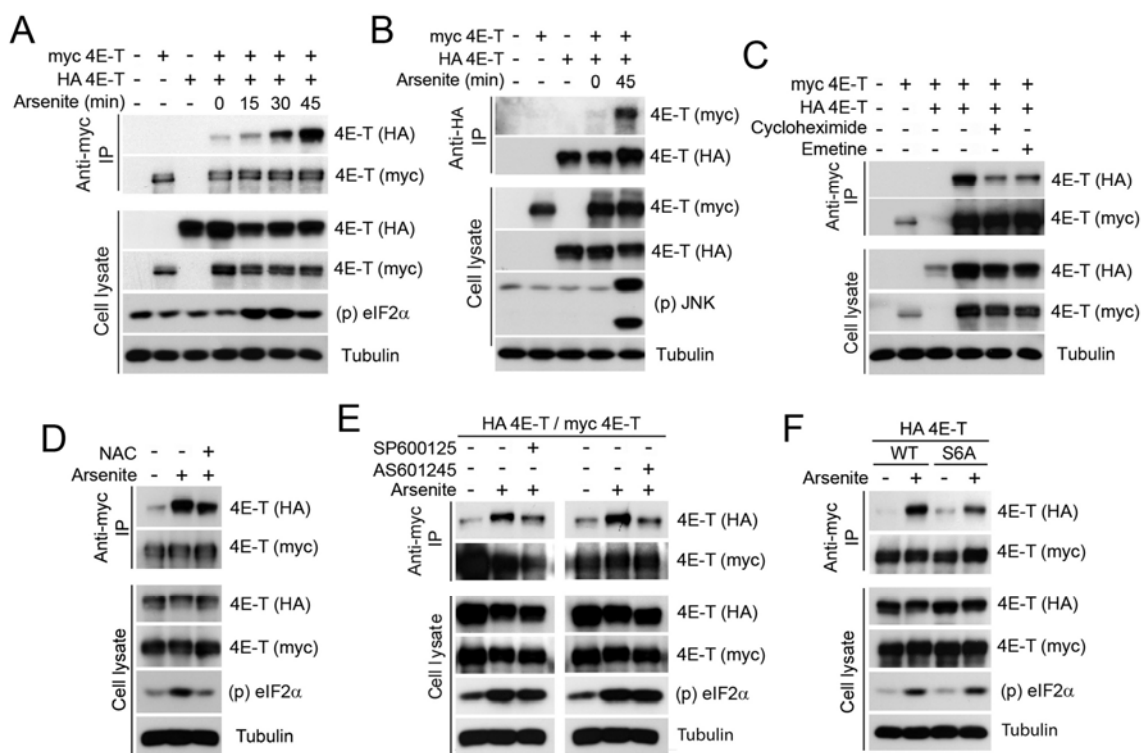 A
myc 4E-T - + - + + + +
HA 4E-T - - + + + + +
Arsenite (min) - - - 0 15 30 45
Anti-myc IP
4E-T (HA)
4E-T (myc)
Cell lysate
4E-T (HA)
4E-T (myc)
(p) eIF2α
Tubulin
B
myc 4E-T - + - + +
HA 4E-T - - + + +
Arsenite (min) - - - 0 45
Anti-HA IP
4E-T (myc)
4E-T (HA)
Cell lysate
4E-T (myc)
4E-T (HA)
(p) JNK
Tubulin
C
myc 4E-T - + - + + +
HA 4E-T - - + + + +
Cycloheximide - - - - + -
Emetine - - - - - +
Anti-myc IP
4E-T (HA)
4E-T (myc)
Cell lysate
4E-T (HA)
4E-T (myc)
Tubulin
D
NAC - - +
Arsenite - + +
Anti-myc IP
4E-T (HA)
4E-T (myc)
Cell lysate
4E-T (HA)
4E-T (myc)
(p) eIF2α
Tubulin
E
HA 4E-T / myc 4E-T
SP600125 - - + - - -
AS601245 - - - - - +
Arsenite - + + - + +
Anti-myc IP
4E-T (HA)
4E-T (myc)
Cell lysate
4E-T (HA)
4E-T (myc)
(p) eIF2α
Tubulin
F
HA 4E-T
WT S6A
Arsenite - + - +
Anti-myc IP
4E-T (HA)
4E-T (myc)
Cell lysate
4E-T (HA)
4E-T (myc)
(p) eIF2α
Tubulin